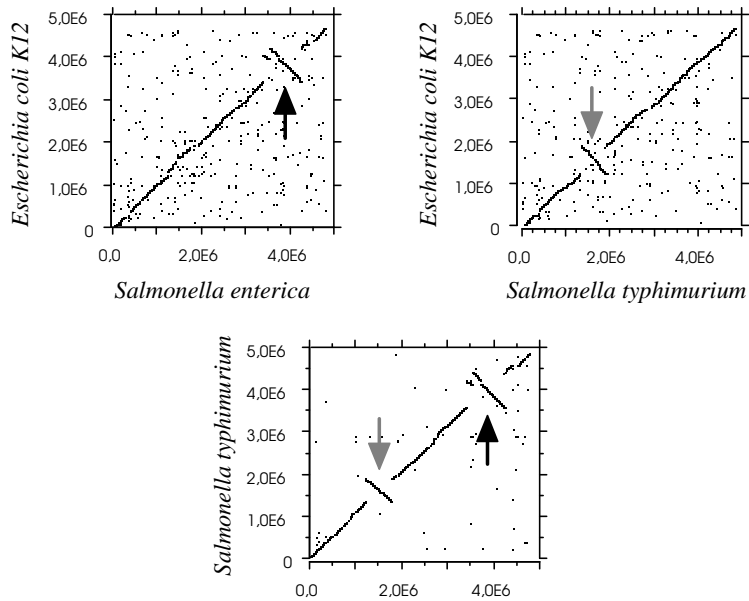 Escherichia coli K12
5,0E6
4,0E6
3,0E6
2,0E6
1,0E6
0
0,0
2,0E6
4,0E6
Salmonella enterica
Escherichia coli K12
5,0E6
4,0E6
3,0E6
2,0E6
1,0E6
0
0,0
2,0E6
4,0E6
Salmonella typhimurium
Salmonella typhimurium
5,0E6
4,0E6
3,0E6
2,0E6
1,0E6
0
0,0
2,0E6
4,0E6